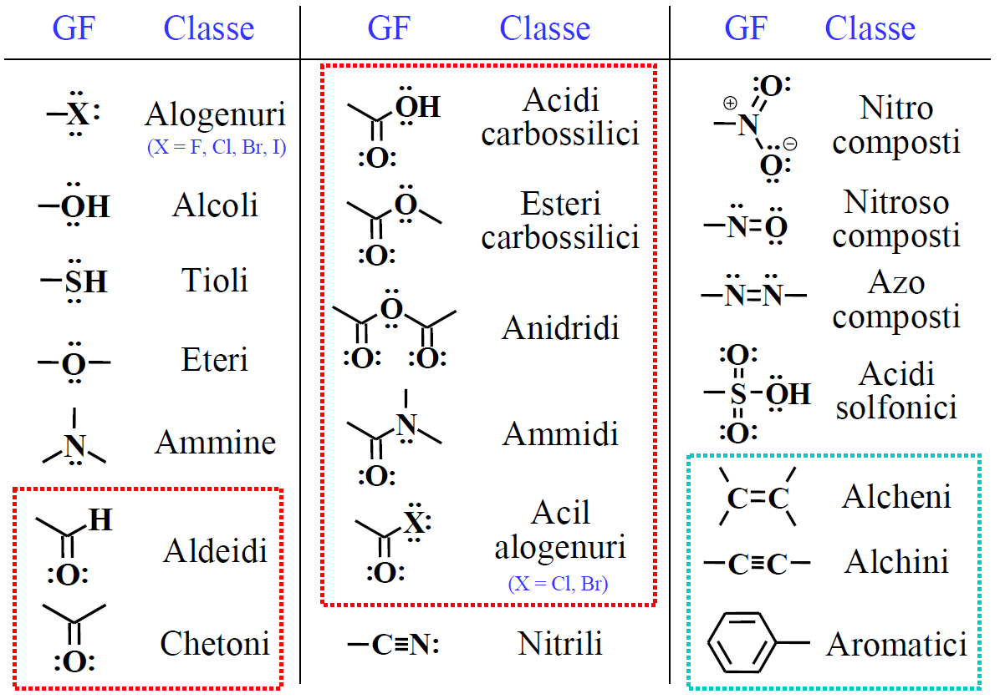 GF Classe GF Classe GF Classe
X Alogenuri
(X = F, Cl, Br, I)
OH Alcoli
SH Tioli
O Eteri
N Ammine
H
O
Aldeidi
O
Chetoni
OH
O
Acidi
carbossilici
O
O
Esteri
carbossilici
O
O O
Anidridi
N
O
Ammidi
X
O
Acil
alogenuri
(X = Cl, Br)
C≡N Nitrili
⊕ N O
O ⊖
Nitro
composti
N=O
Nitroso
composti
N=N
Azo
composti
O
S OH
O
Acidi
solfonici
C=C Alcheni
C≡C Alchini
Aromatici